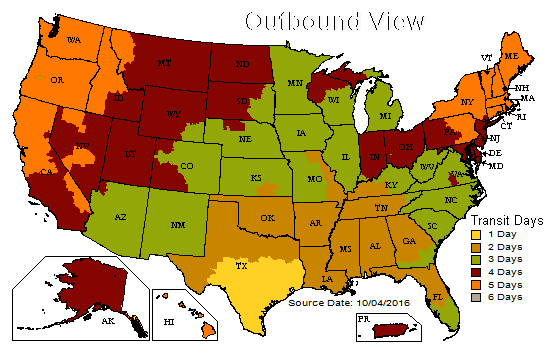 Outbound View
WA
MT
ND
MN
VT
ME
OR
ID
WY
SD
WI
MI
NY
NH
MA
RI
CT
NV
UT
NE
IA
IL
IN
OH
PA
NJ
DE
MD
CA
CO
KS
MO
KY
WV
VA
NC
AZ
NM
OK
AR
TN
SC
TX
LA
MS
AL
GA
FL
AK
HI
PR
Transit Days
1 Day
2 Days
3 Days
4 Days
5 Days
6 Days
Source Date: 10/04/2016